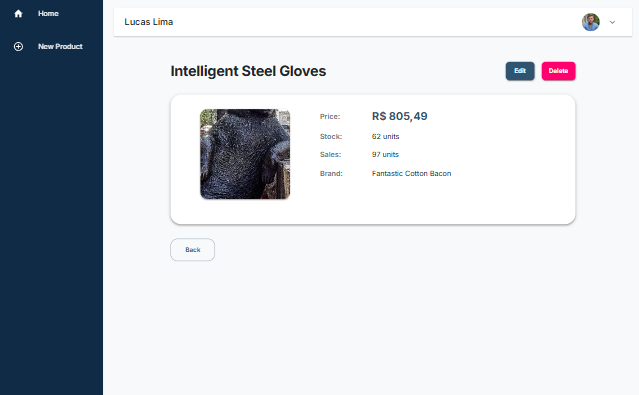 Home
New Product
Lucas Lima
Intelligent Steel Gloves
Edit
Delete
Price: R$ 805,49
Stock: 62 units
Sales: 97 units
Brand: Fantastic Cotton Bacon
Back